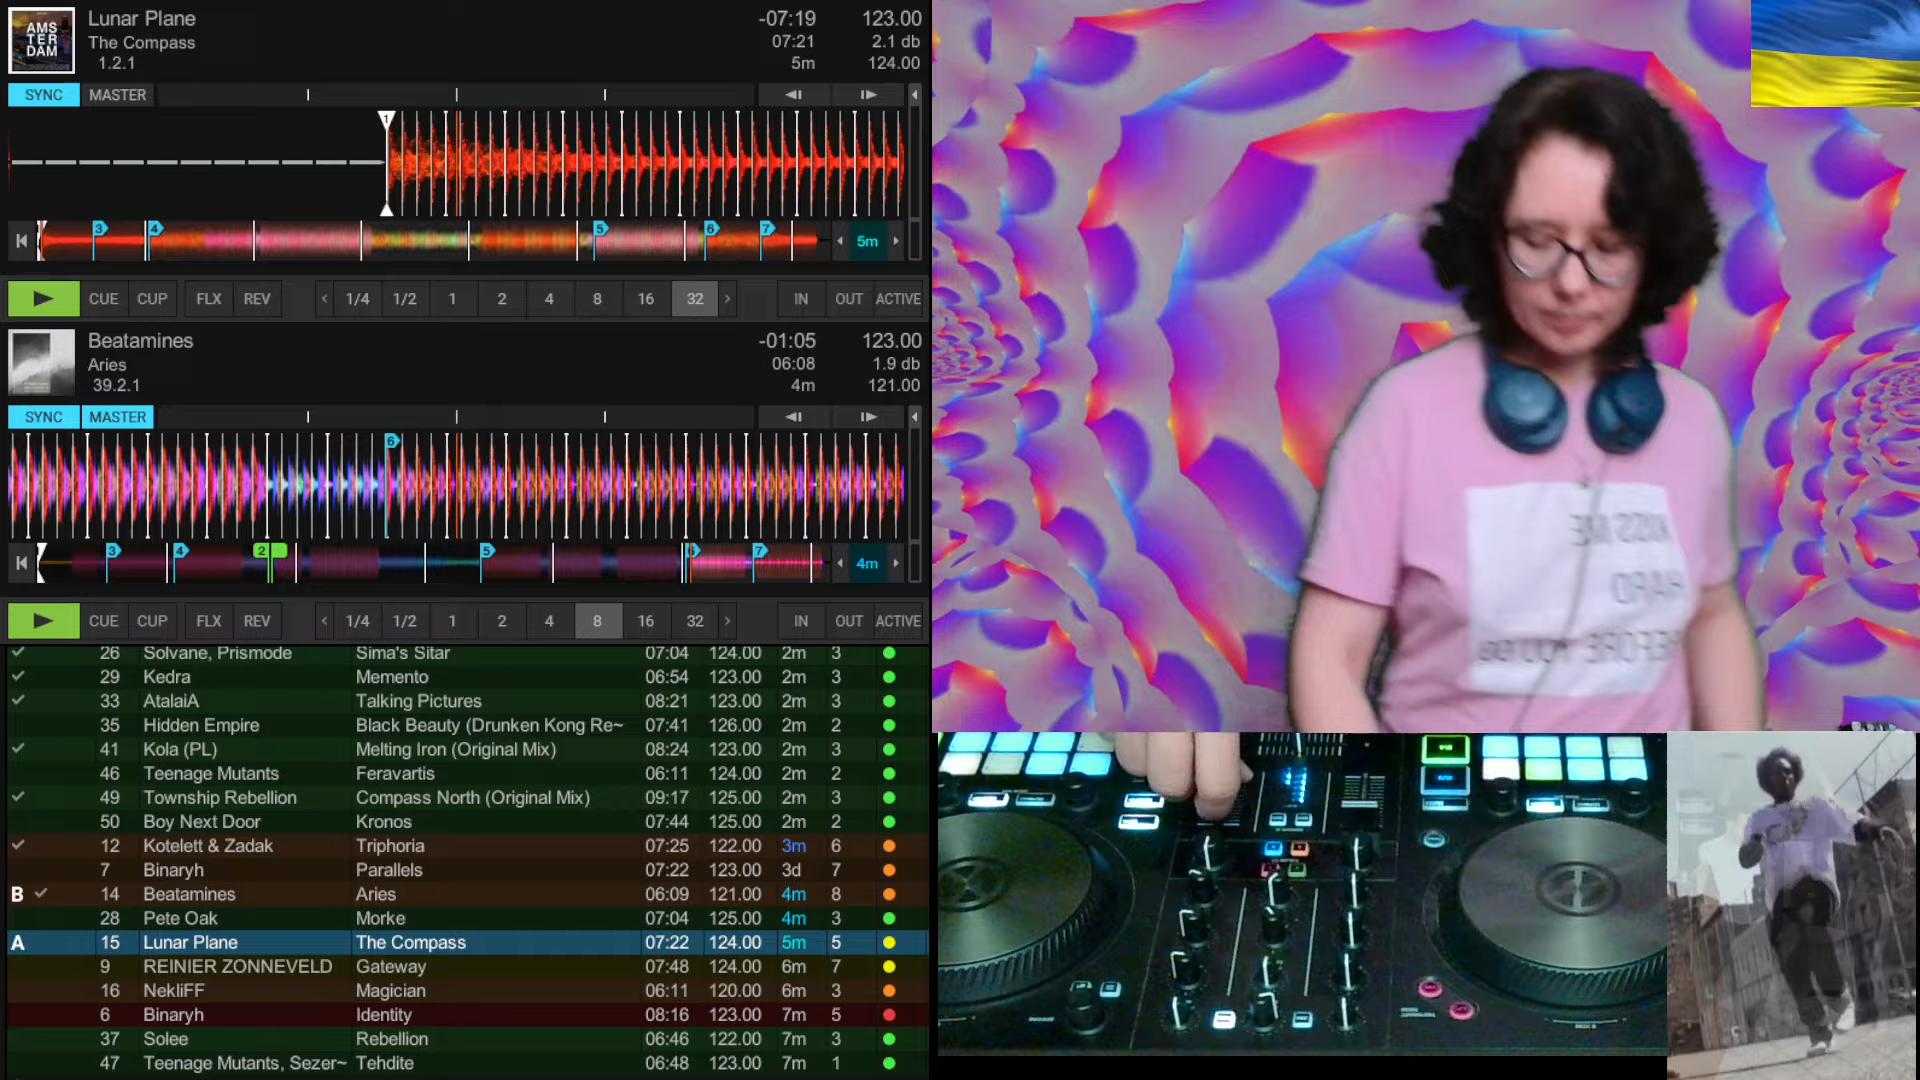 AMS
TER
DAM
Lunar Plane
The Compass
1.2.1
-07:19 123.00
07:21 2.1 db
5m 124.00
SYNC MASTER
1
3 4 5 6 7
5m
CUE CUP FLX REV 1/4 1/2 1 2 4 8 16 32 IN OUT ACTIVE
Beatamines
Aries
39.2.1
-01:05 123.00
06:08 1.9 db
4m 121.00
SYNC MASTER
6
3 4 2 5 7
4m
CUE CUP FLX REV 1/4 1/2 1 2 4 8 16 32 IN OUT ACTIVE
26 Solvane, Prismode Sima's Sitar 07:04 124.00 2m 3
29 Kedra Memento 06:54 123.00 2m 3
33 AtalaiA Talking Pictures 08:21 123.00 2m 3
35 Hidden Empire Black Beauty (Drunken Kong Re~ 07:41 126.00 2m 2
41 Kola (PL) Melting Iron (Original Mix) 08:24 123.00 2m 3
46 Teenage Mutants Feravartis 06:11 124.00 2m 2
49 Township Rebellion Compass North (Original Mix) 09:17 125.00 2m 3
50 Boy Next Door Kronos 07:44 125.00 2m 2
12 Kotelett & Zadak Triphoria 07:25 122.00 3m 6
7 Binaryh Parallels 07:22 123.00 3d 7
B 14 Beatamines Aries 06:09 121.00 4m 8
28 Pete Oak Morke 07:04 125.00 4m 3
A 15 Lunar Plane The Compass 07:22 124.00 5m 5
9 REINIER ZONNEVELD Gateway 07:48 124.00 6m 7
16 NekliFF Magician 06:11 120.00 6m 3
6 Binaryh Identity 08:16 123.00 7m 5
37 Solee Rebellion 06:46 122.00 7m 3
47 Teenage Mutants, Sezer~ Tehdite 06:48 123.00 7m 1
KISS ME
HARD
BEFORE YOU GO